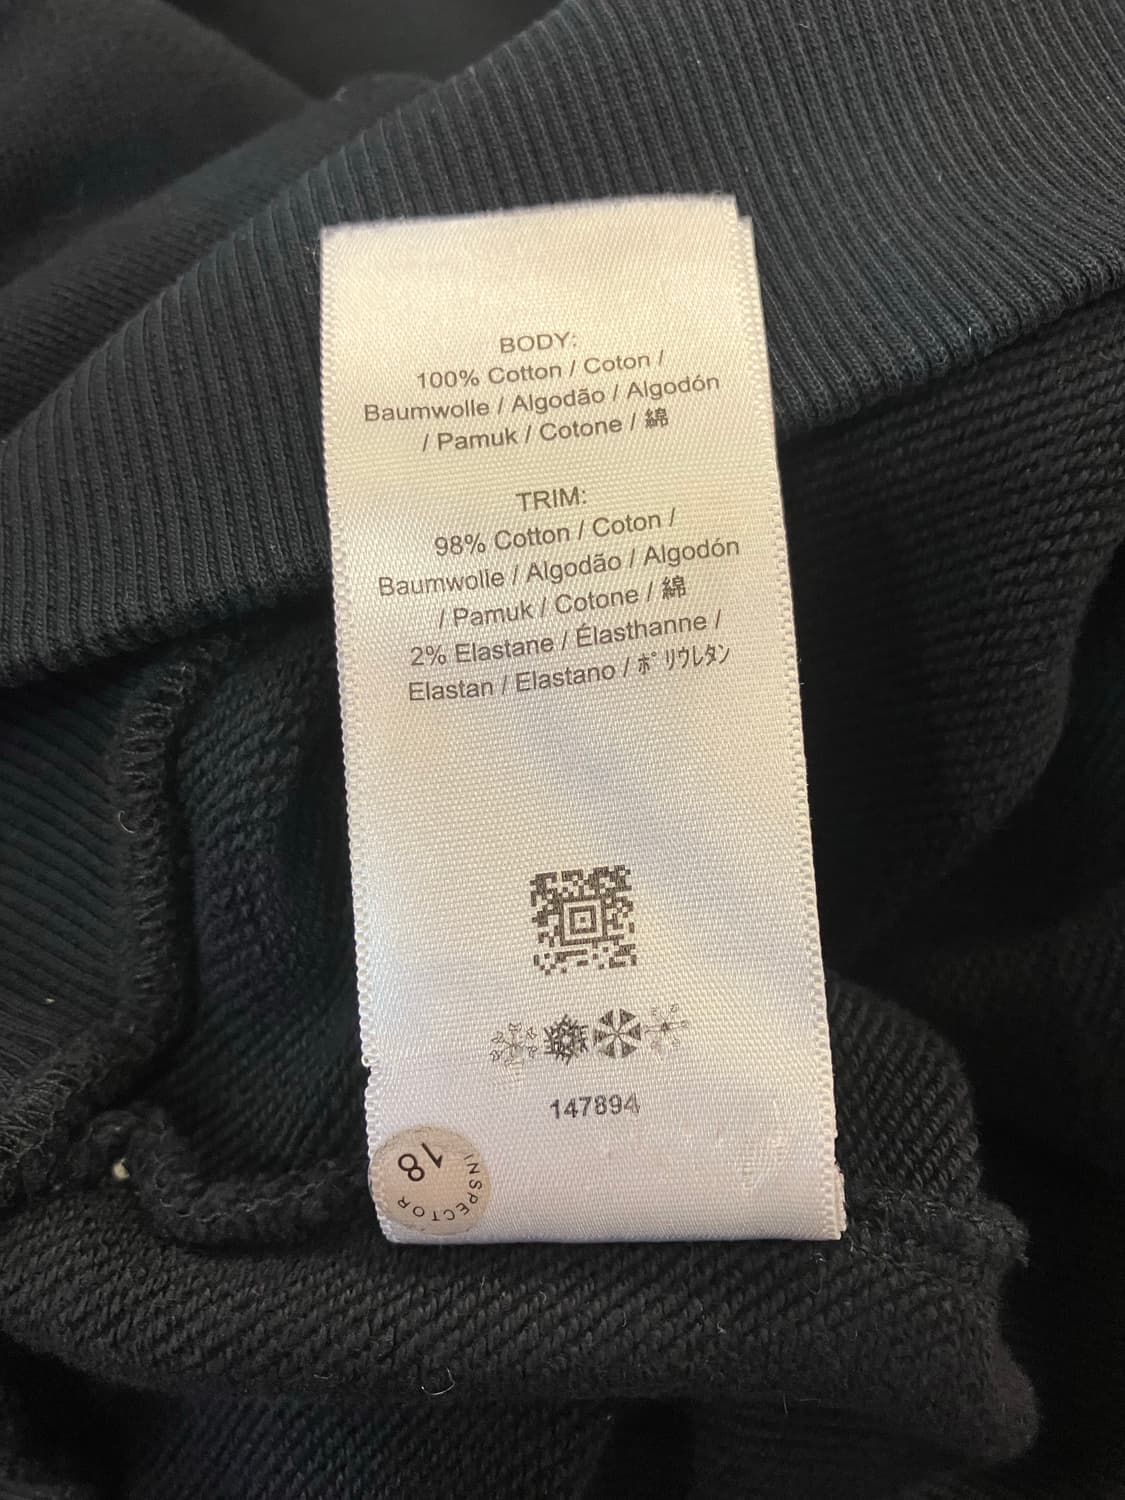 BODY:
100% Cotton / Coton /
Baumwolle / Algodão / Algodón
/ Pamuk / Cotone / 綿
TRIM:
98% Cotton / Coton /
Baumwolle / Algodão / Algodón
/ Pamuk / Cotone / 綿
2% Elastane / Élasthanne /
Elastan / Elastano / ﾎﾟﾘｳﾚﾀﾝ
147894
18
INSPECTOR